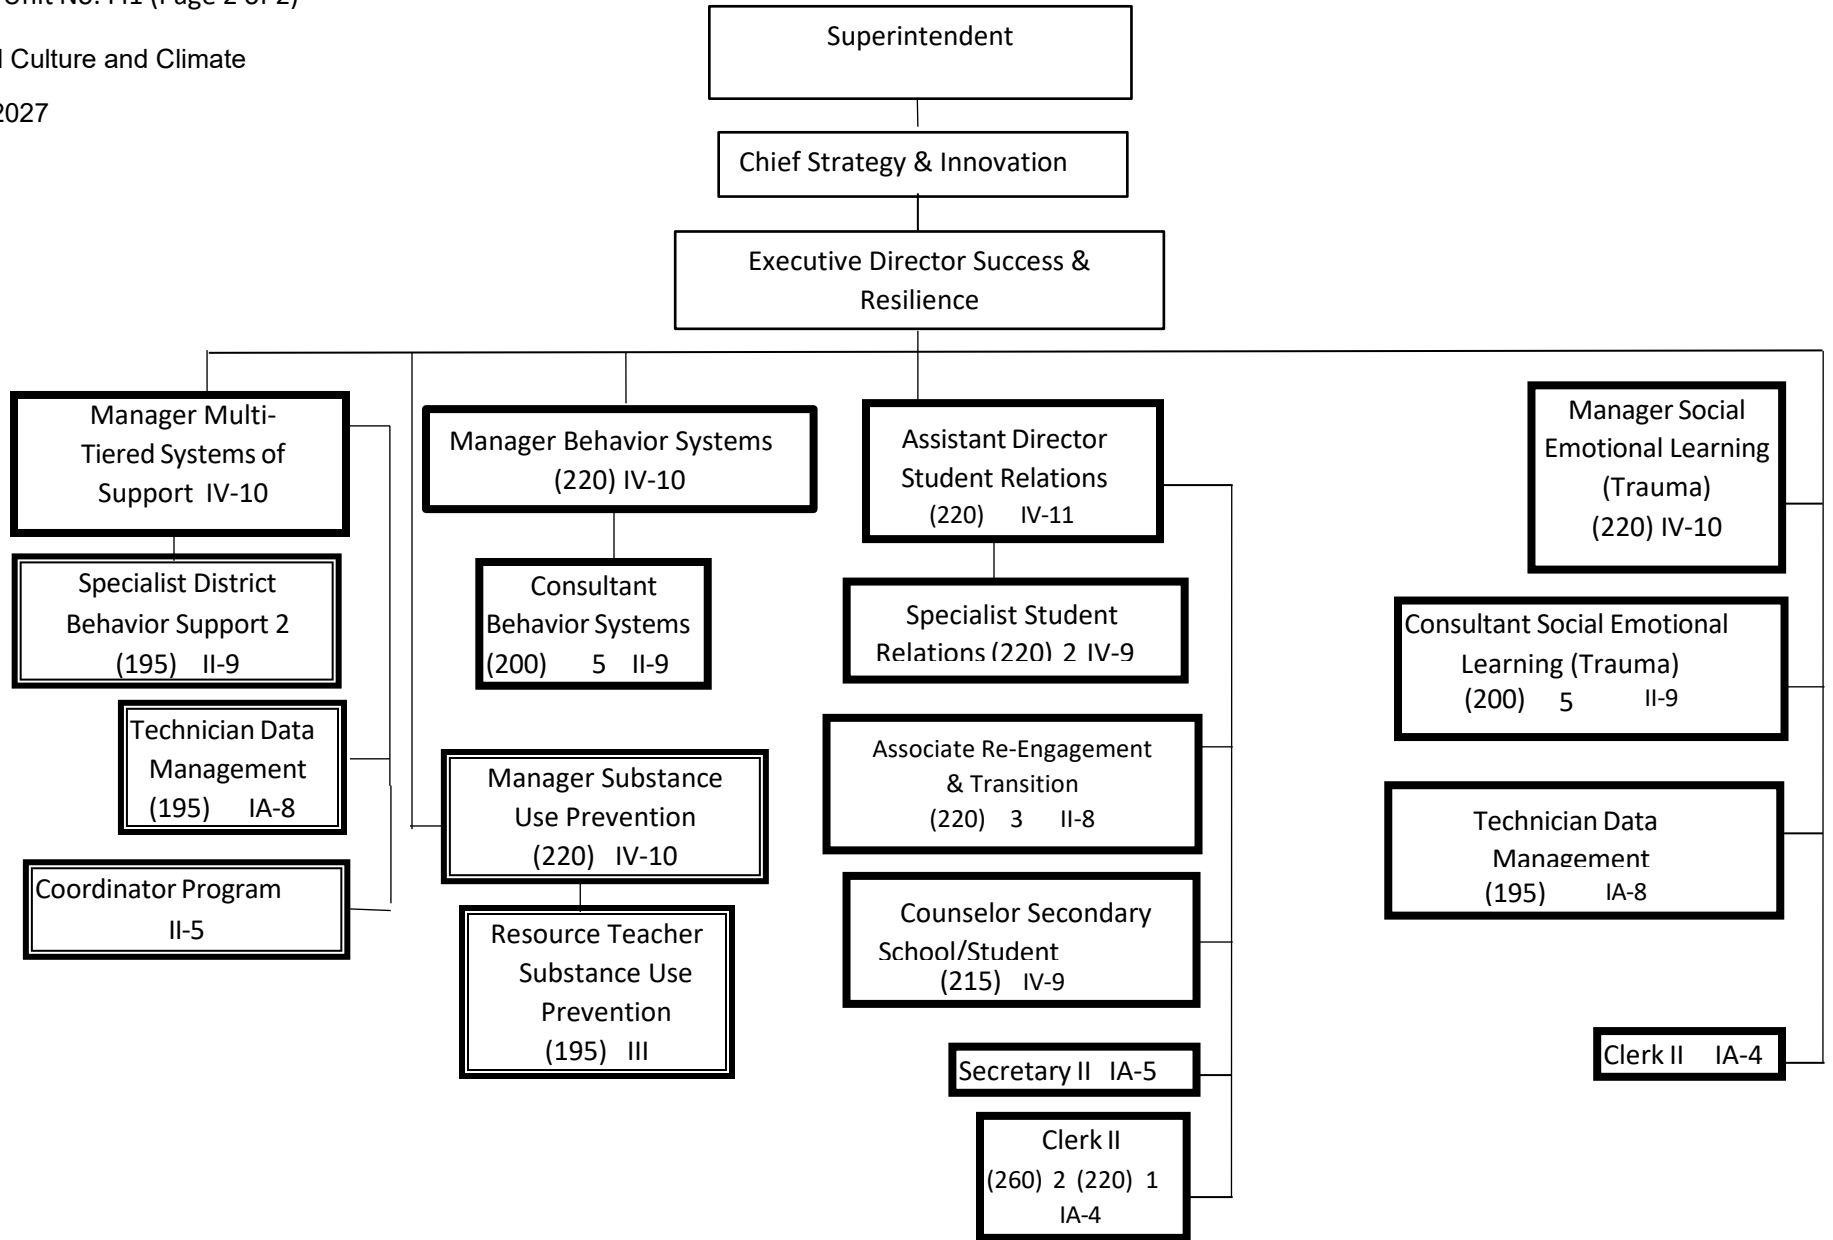 (Page 2 of 2)
Culture and Climate
2027
Superintendent
Chief Strategy & Innovation
Executive Director Success &
Resilience
Manager Multi-
Tiered Systems of
Support IV-10
Specialist District
Behavior Support 2
(195) II-9
Technician Data
Management
(195) IA-8
Coordinator Program
II-5
Manager Behavior Systems
(220) IV-10
Consultant
Behavior Systems
(200) 5 II-9
Manager Substance
Use Prevention
(220) IV-10
Resource Teacher
Substance Use
Prevention
(195) III
Assistant Director
Student Relations
(220) IV-11
Specialist Student
Relations (220) 2 IV-9
Associate Re-Engagement
& Transition
(220) 3 II-8
Counselor Secondary
School/Student
(215) IV-9
Secretary II IA-5
Clerk II
(260) 2 (220) 1
IA-4
Manager Social
Emotional Learning
(Trauma)
(220) IV-10
Consultant Social Emotional
Learning (Trauma)
(200) 5 II-9
Technician Data
Management
(195) IA-8
Clerk II IA-4